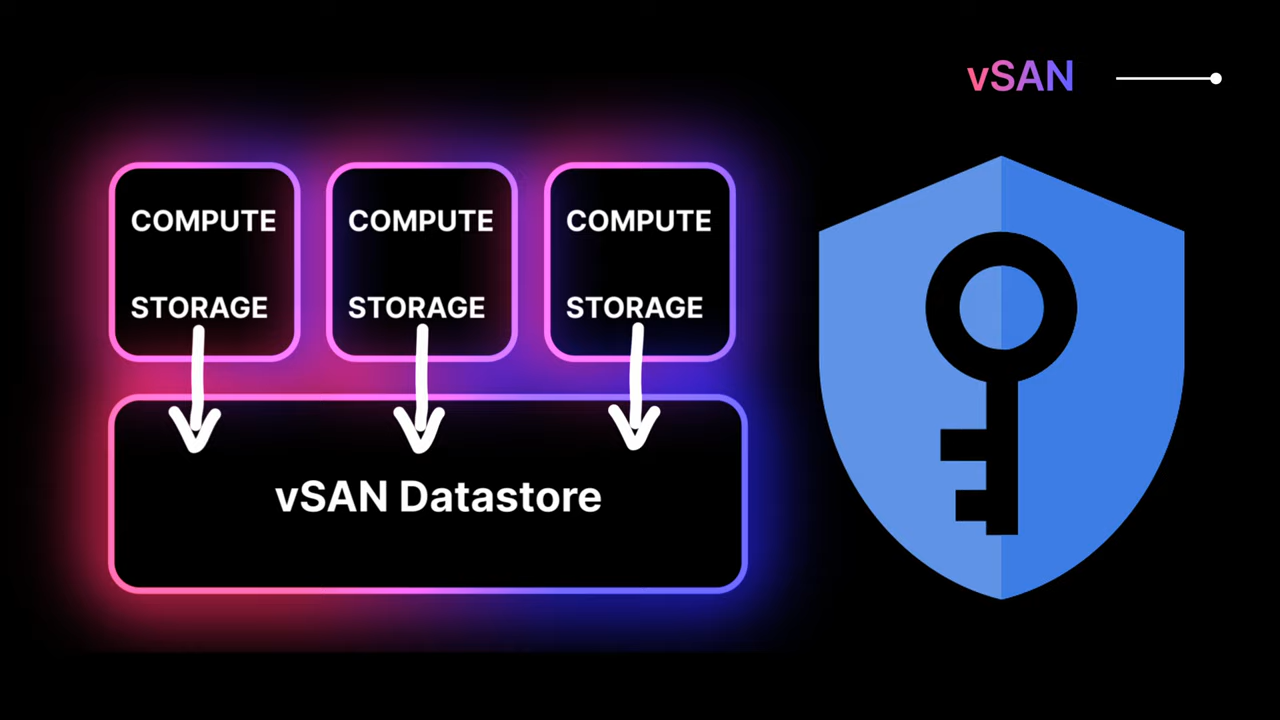 vSAN
COMPUTE
STORAGE
COMPUTE
STORAGE
COMPUTE
STORAGE
vSAN Datastore